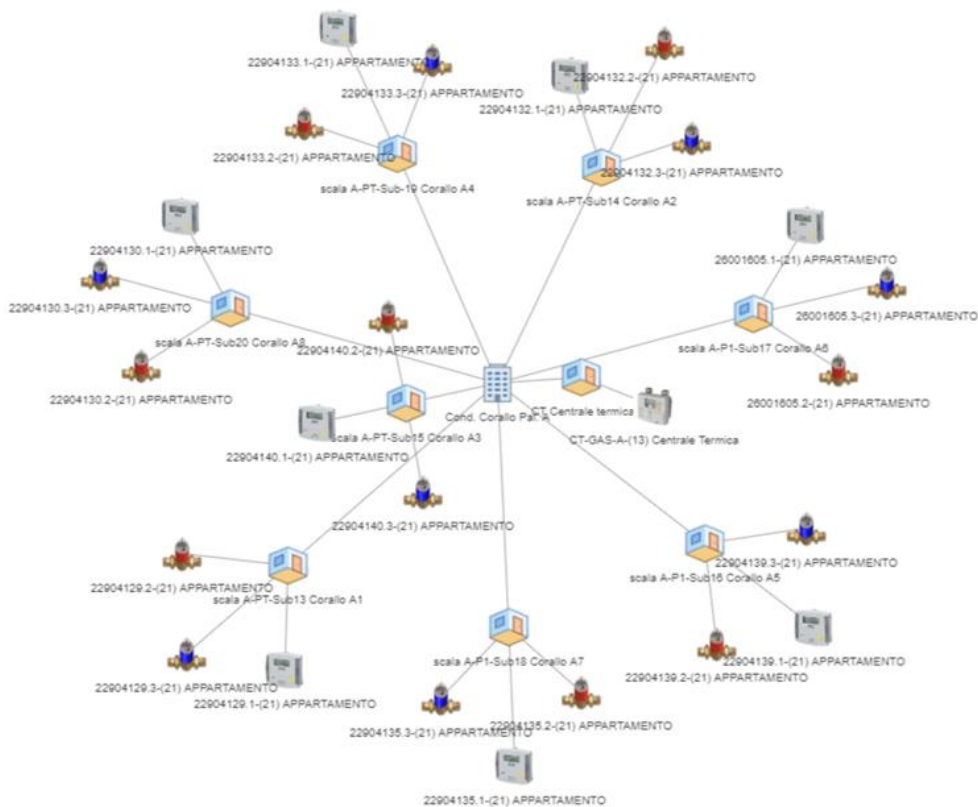 22904133.1-(21) APPARTAMENTO
22904133.3-(21) APPARTAMENTO
22904133.2-(21) APPARTAMENTO
scala A-PT-Sub-19 Corallo A4
22904132.2-(21) APPARTAMENTO
22904132.1-(21) APPARTAMENTO
22904132.3-(21) APPARTAMENTO
scala A-PT-Sub14 Corallo A2
22904130.1-(21) APPARTAMENTO
22904130.3-(21) APPARTAMENTO
scala A-PT-Sub20 Corallo A8
22904130.2-(21) APPARTAMENTO
26001605.1-(21) APPARTAMENTO
26001605.3-(21) APPARTAMENTO
scala A-P1-Sub17 Corallo A6
26001605.2-(21) APPARTAMENTO
22904140.2-(21) APPARTAMENTO
Cond. Corallo Pal. A
CT Centrale termica
scala A-PT-Sub15 Corallo A3
CT-GAS-A-(13) Centrale Termica
22904140.1-(21) APPARTAMENTO
22904140.3-(21) APPARTAMENTO
22904129.2-(21) APPARTAMENTO
scala A-PT-Sub13 Corallo A1
22904129.3-(21) APPARTAMENTO
22904129.1-(21) APPARTAMENTO
22904139.3-(21) APPARTAMENTO
scala A-P1-Sub16 Corallo A5
22904139.1-(21) APPARTAMENTO
22904139.2-(21) APPARTAMENTO
scala A-P1-Sub18 Corallo A7
22904135.2-(21) APPARTAMENTO
22904135.3-(21) APPARTAMENTO
22904135.1-(21) APPARTAMENTO